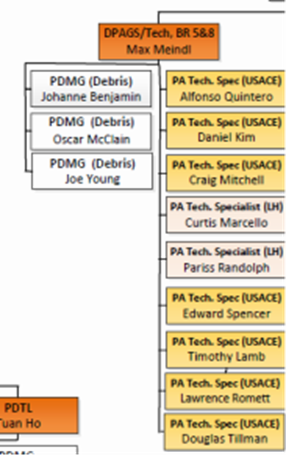 DPAGS/Tech, BR 5&8
Max Meindl
PDMG (Debris)
Johanne Benjamin
PDMG (Debris)
Oscar McClain
PDMG (Debris)
Joe Young
PA Tech. Spec (USACE)
Alfonso Quintero
PA Tech. Spec (USACE)
Daniel Kim
PA Tech. Spec (USACE)
Craig Mitchell
PA Tech. Specialist (LH)
Curtis Marcello
PA Tech. Specialist (LH)
Pariss Randolph
PA Tech. Spec (USACE)
Edward Spencer
PA Tech. Spec (USACE)
Timothy Lamb
PA Tech. Spec (USACE)
Lawrence Romett
PA Tech. Spec (USACE)
Douglas Tillman
PDTL
Tuan Ho